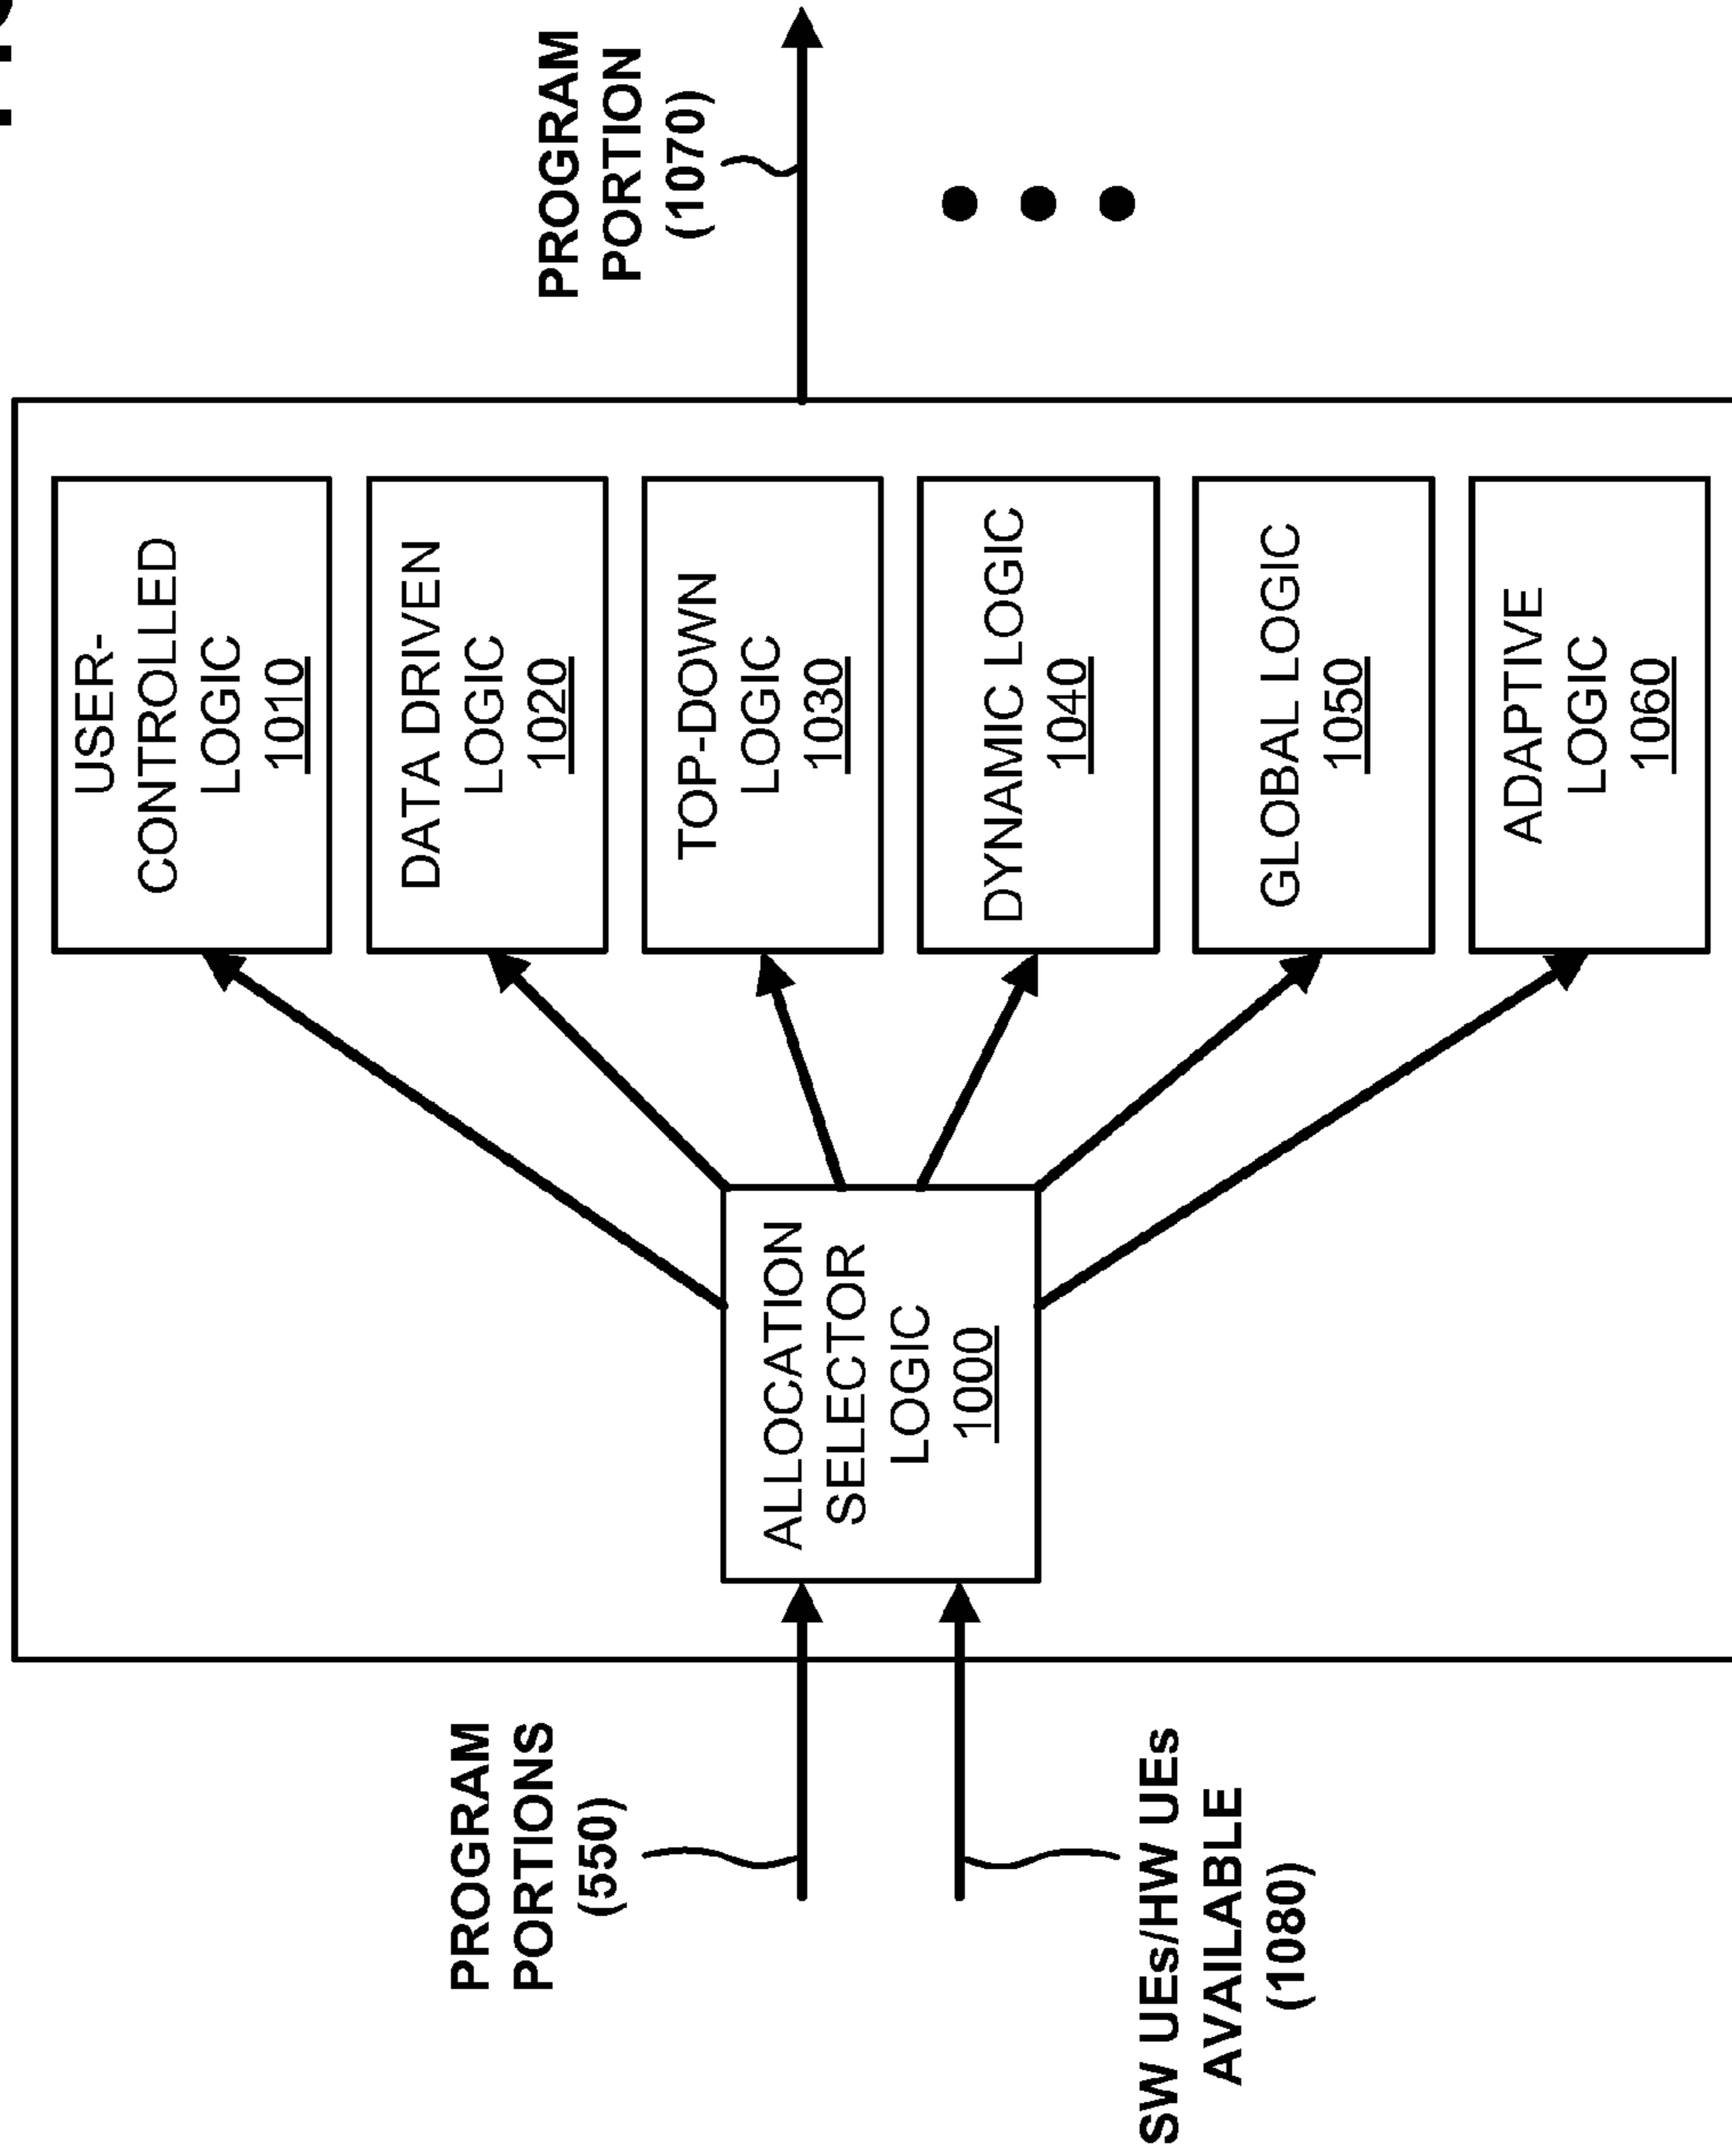 PROGRAM
PORTIONS
(550)
SW UEs/HW UEs
AVAILABLE
(1080)
ALLOCATION
SELECTOR
LOGIC
1000
USER-
CONTROLLED
LOGIC
1010
DATA DRIVEN
LOGIC
1020
TOP-DOWN
LOGIC
1030
DYNAMIC LOGIC
1040
GLOBAL LOGIC
1050
ADAPTIVE
LOGIC
1060
PROGRAM
PORTION
(1070)